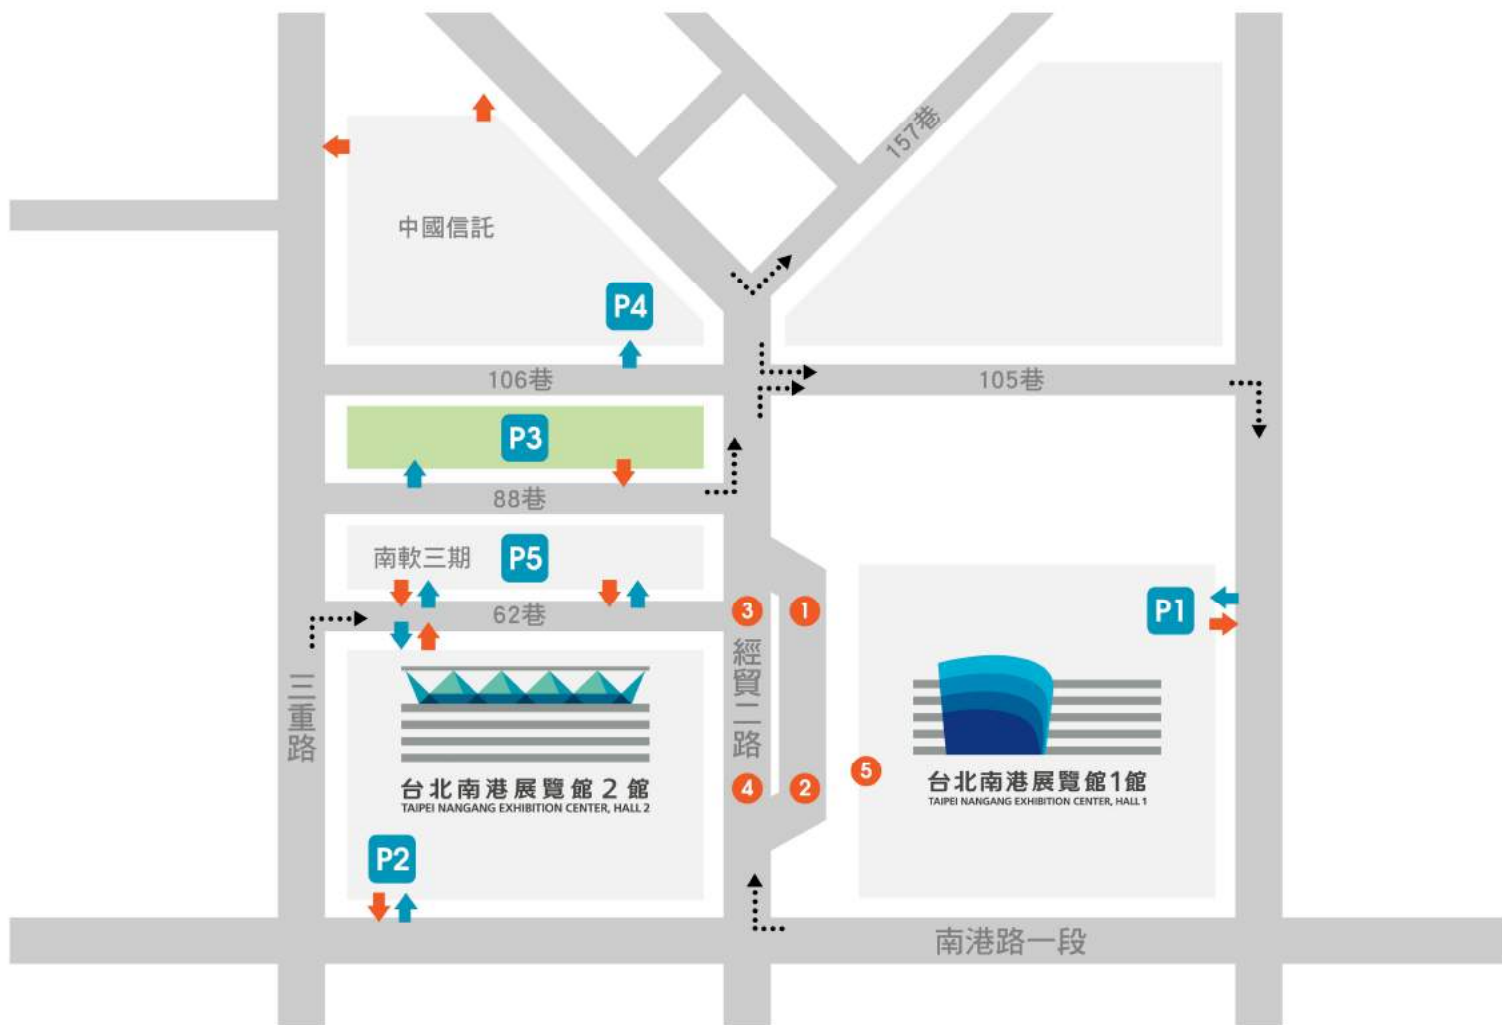 157巷
中國信託
P4
106巷
105巷
P3
88巷
南軟三期
P5
62巷
3
1
P1
經貿二路
三重路
台北南港展覽館2館
TAIPEI NANGANG EXHIBITION CENTER, HALL 2
4
2
5
台北南港展覽館1館
TAIPEI NANGANG EXHIBITION CENTER, HALL 1
P2
南港路一段